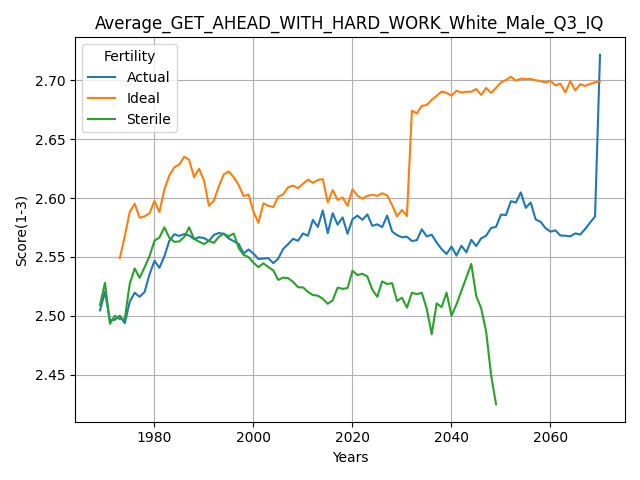 Average_GET_AHEAD_WITH_HARD_WORK_White_Male_Q3_IQ
Fertility
Actual
Ideal
Sterile
Score(1-3)
2.70
2.65
2.60
2.55
2.50
2.45
1980 2000 2020 2040 2060
Years